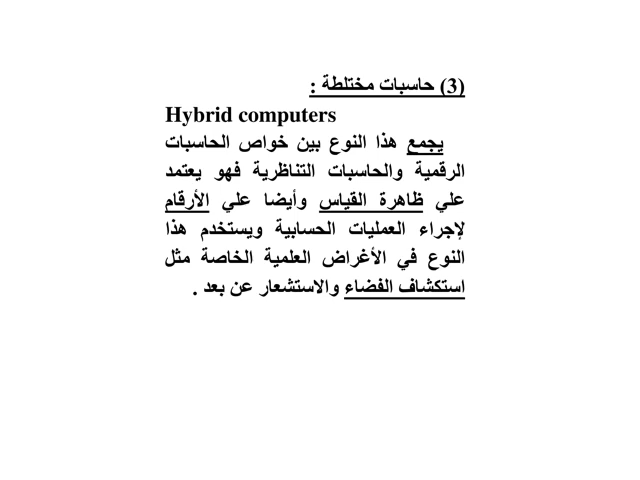 (3) حاسبات مختلطة :
Hybrid computers
يجمع هذا النوع بين خواص الحاسبات
الرقمية والحاسبات التناظرية فهو يعتمد
علي ظاهرة القياس وأيضا علي الأرقام
لإجراء العمليات الحسابية ويستخدم هذا
النوع في الأغراض العلمية الخاصة مثل
استكشاف الفضاء والاستشعار عن بعد .